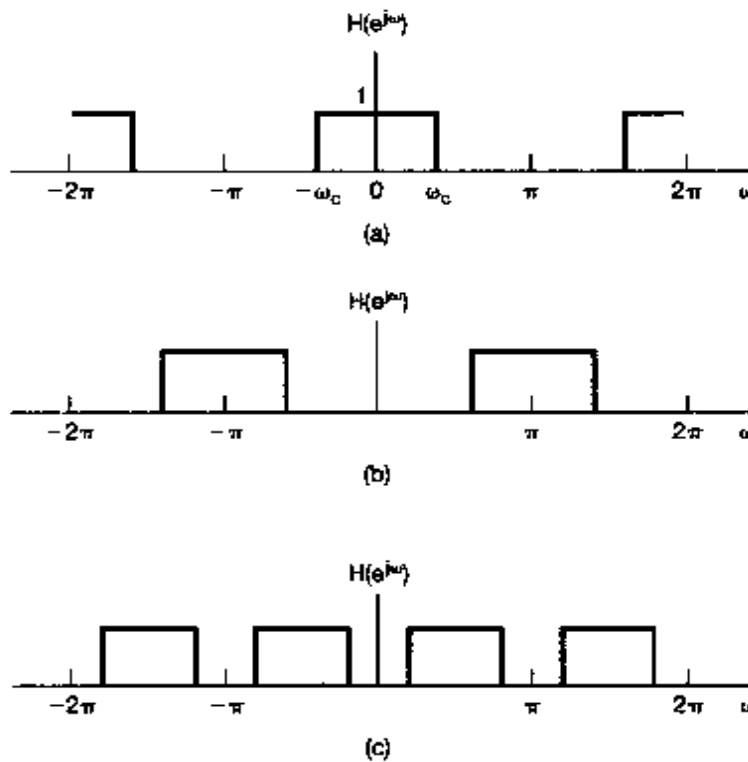 H(e^{jω})
1
−2π −π −ω_c 0 ω_c π 2π ω
(a)
H(e^{jω})
−2π −π π 2π ω
(b)
H(e^{jω})
−2π −π π 2π ω
(c)